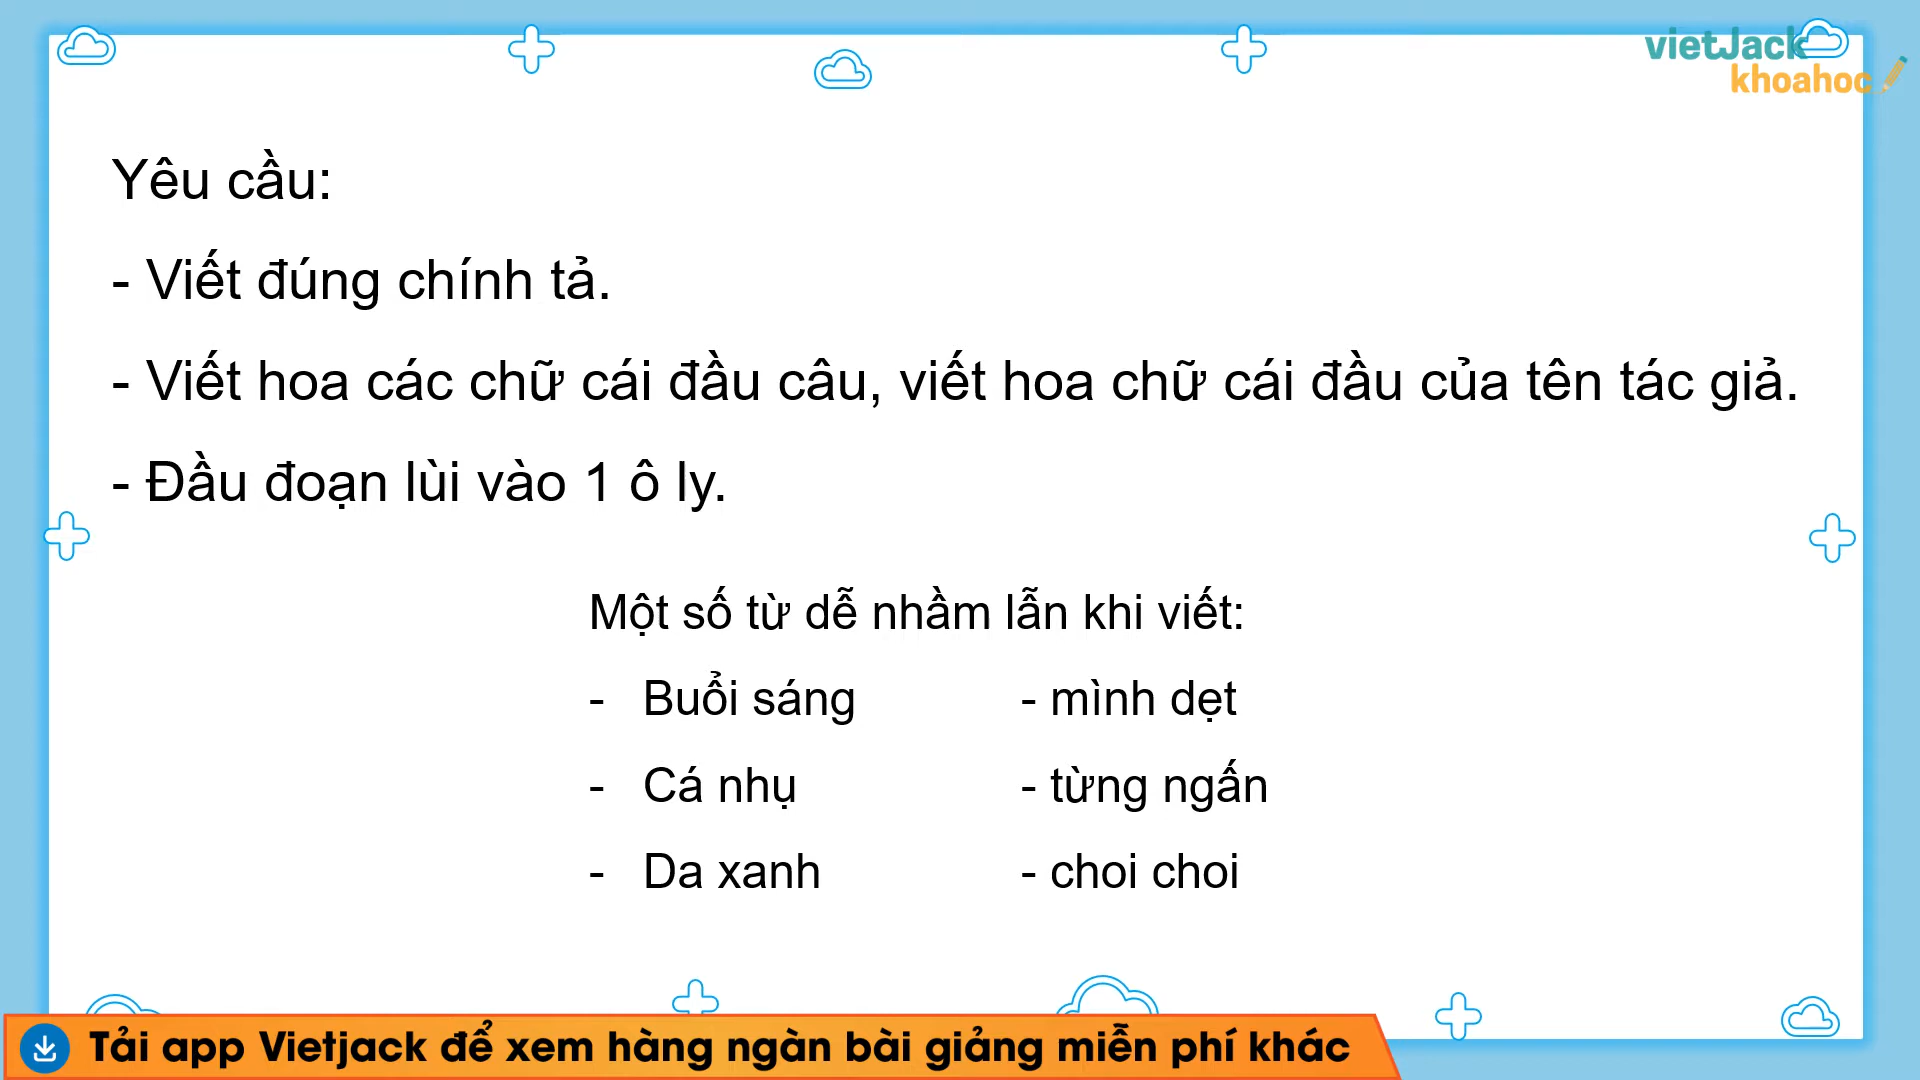 vietJack
khoahoc
Yêu cầu:
- Viết đúng chính tả.
- Viết hoa các chữ cái đầu câu, viết hoa chữ cái đầu của tên tác giả.
- Đầu đoạn lùi vào 1 ô ly.
Một số từ dễ nhầm lẫn khi viết:
- Buổi sáng - mình dẹt
- Cá nhụ - từng ngấn
- Da xanh - choi choi
Tải app Vietjack để xem hàng ngàn bài giảng miễn phí khác